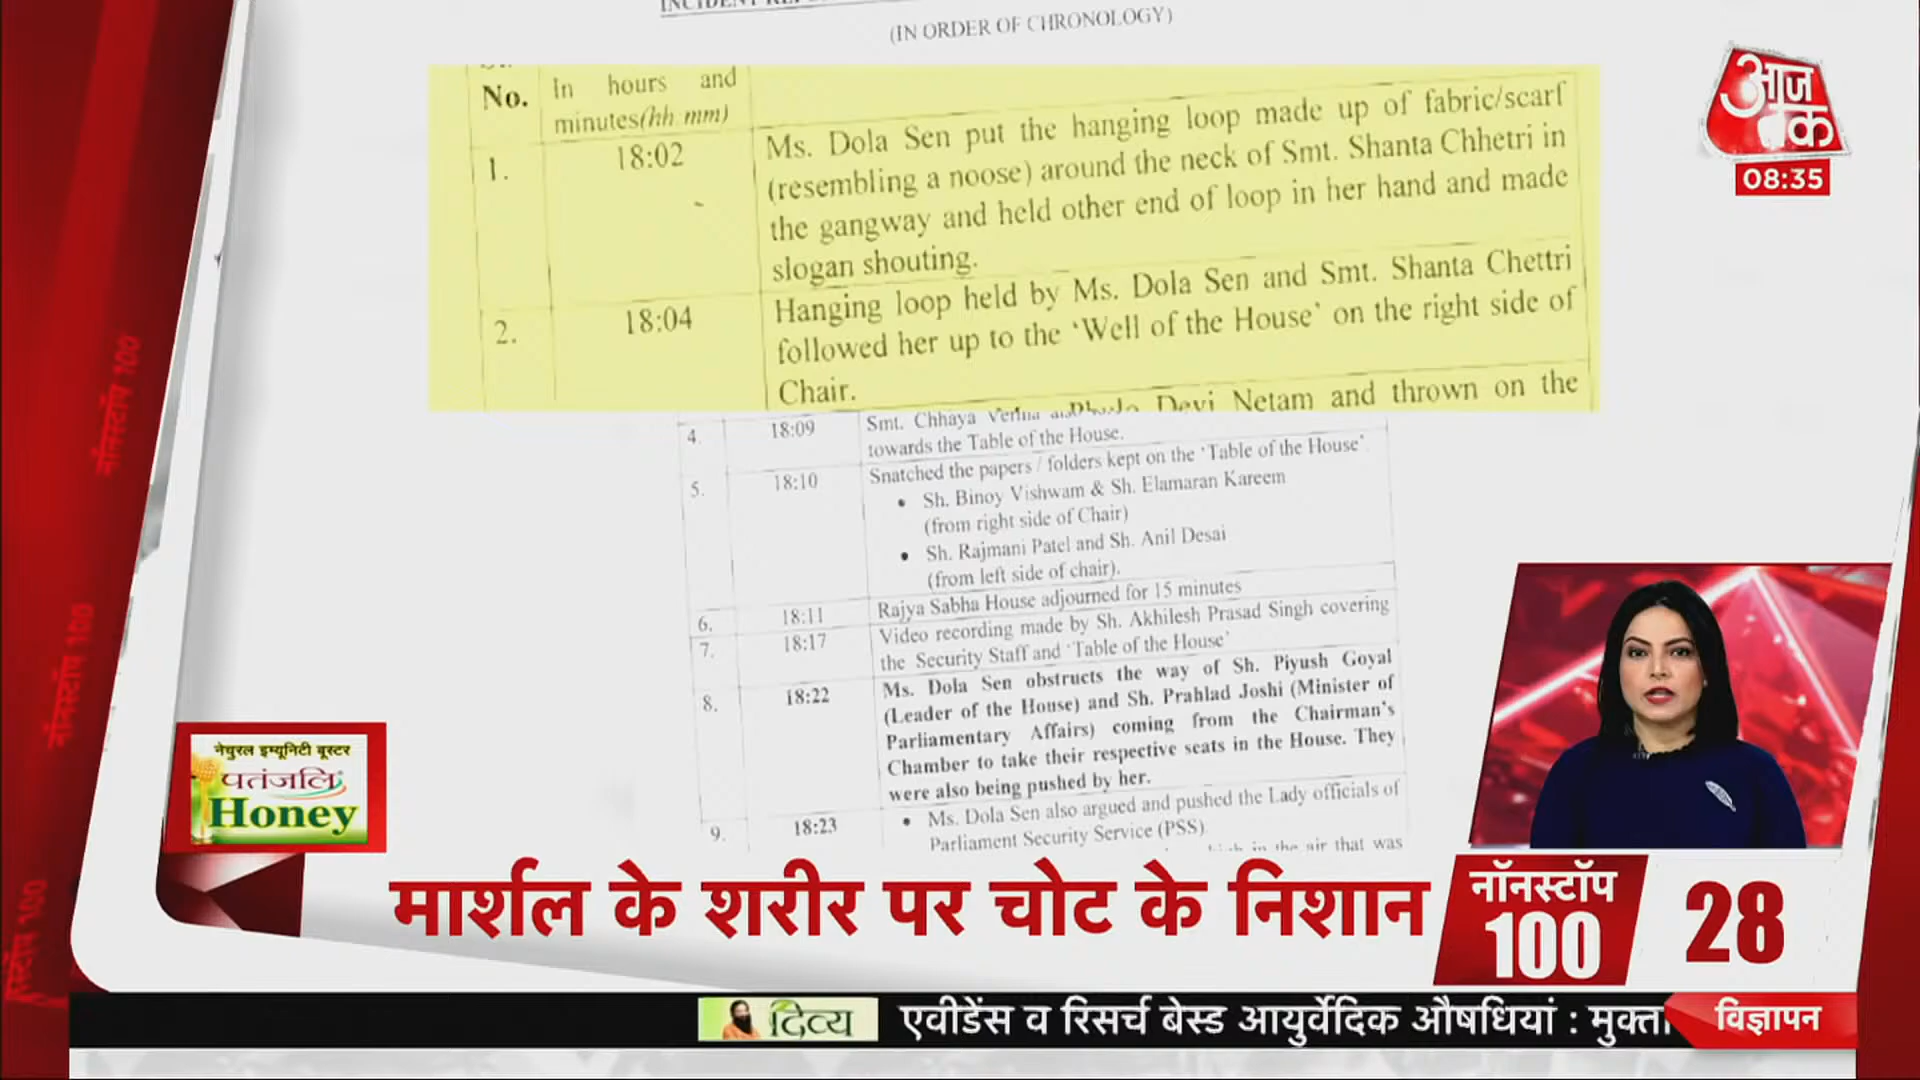 (IN ORDER OF CHRONOLOGY)
No.
In hours and
minutes(hh mm)
1.
18:02
Ms. Dola Sen put the hanging loop made up of fabric/scarf
(resembling a noose) around the neck of Smt. Shanta Chhetri in
the gangway and held other end of loop in her hand and made
slogan shouting.
2.
18:04
Hanging loop held by Ms. Dola Sen and Smt. Shanta Chettri
followed her up to the ‘Well of the House’ on the right side of
Chair.
Devi Netam and thrown on the
4.
18:09
Smt. Chhaya Verma
towards the Table of the House.
5.
18:10
Snatched the papers / folders kept on the ‘Table of the House’
• Sh. Binoy Vishwam & Sh. Elamaran Kareem
(from right side of Chair)
• Sh. Rajmani Patel and Sh. Anil Desai
(from left side of chair).
6.
18:11
Rajya Sabha House adjourned for 15 minutes
7.
18:17
Video recording made by Sh. Akhilesh Prasad Singh covering
the Security Staff and ‘Table of the House’
8.
18:22
Ms. Dola Sen obstructs the way of Sh. Piyush Goyal
(Leader of the House) and Sh. Prahlad Joshi (Minister of
Parliamentary Affairs) coming from the Chairman’s
Chamber to take their respective seats in the House. They
were also being pushed by her.
9.
18:23
• Ms. Dola Sen also argued and pushed the Lady officials of
Parliament Security Service (PSS)
in the air that was
आज
तक
08:35
नॉनस्टॉप 100
नॉनस्टॉप 100
नेचुरल इम्यूनिटी बूस्टर
पतंजलि
Honey
मार्शल के शरीर पर चोट के निशान
नॉनस्टॉप
100
28
दिव्य
एवीडेंस व रिसर्च बेस्ड आयुर्वेदिक औषधियां :
विज्ञापन